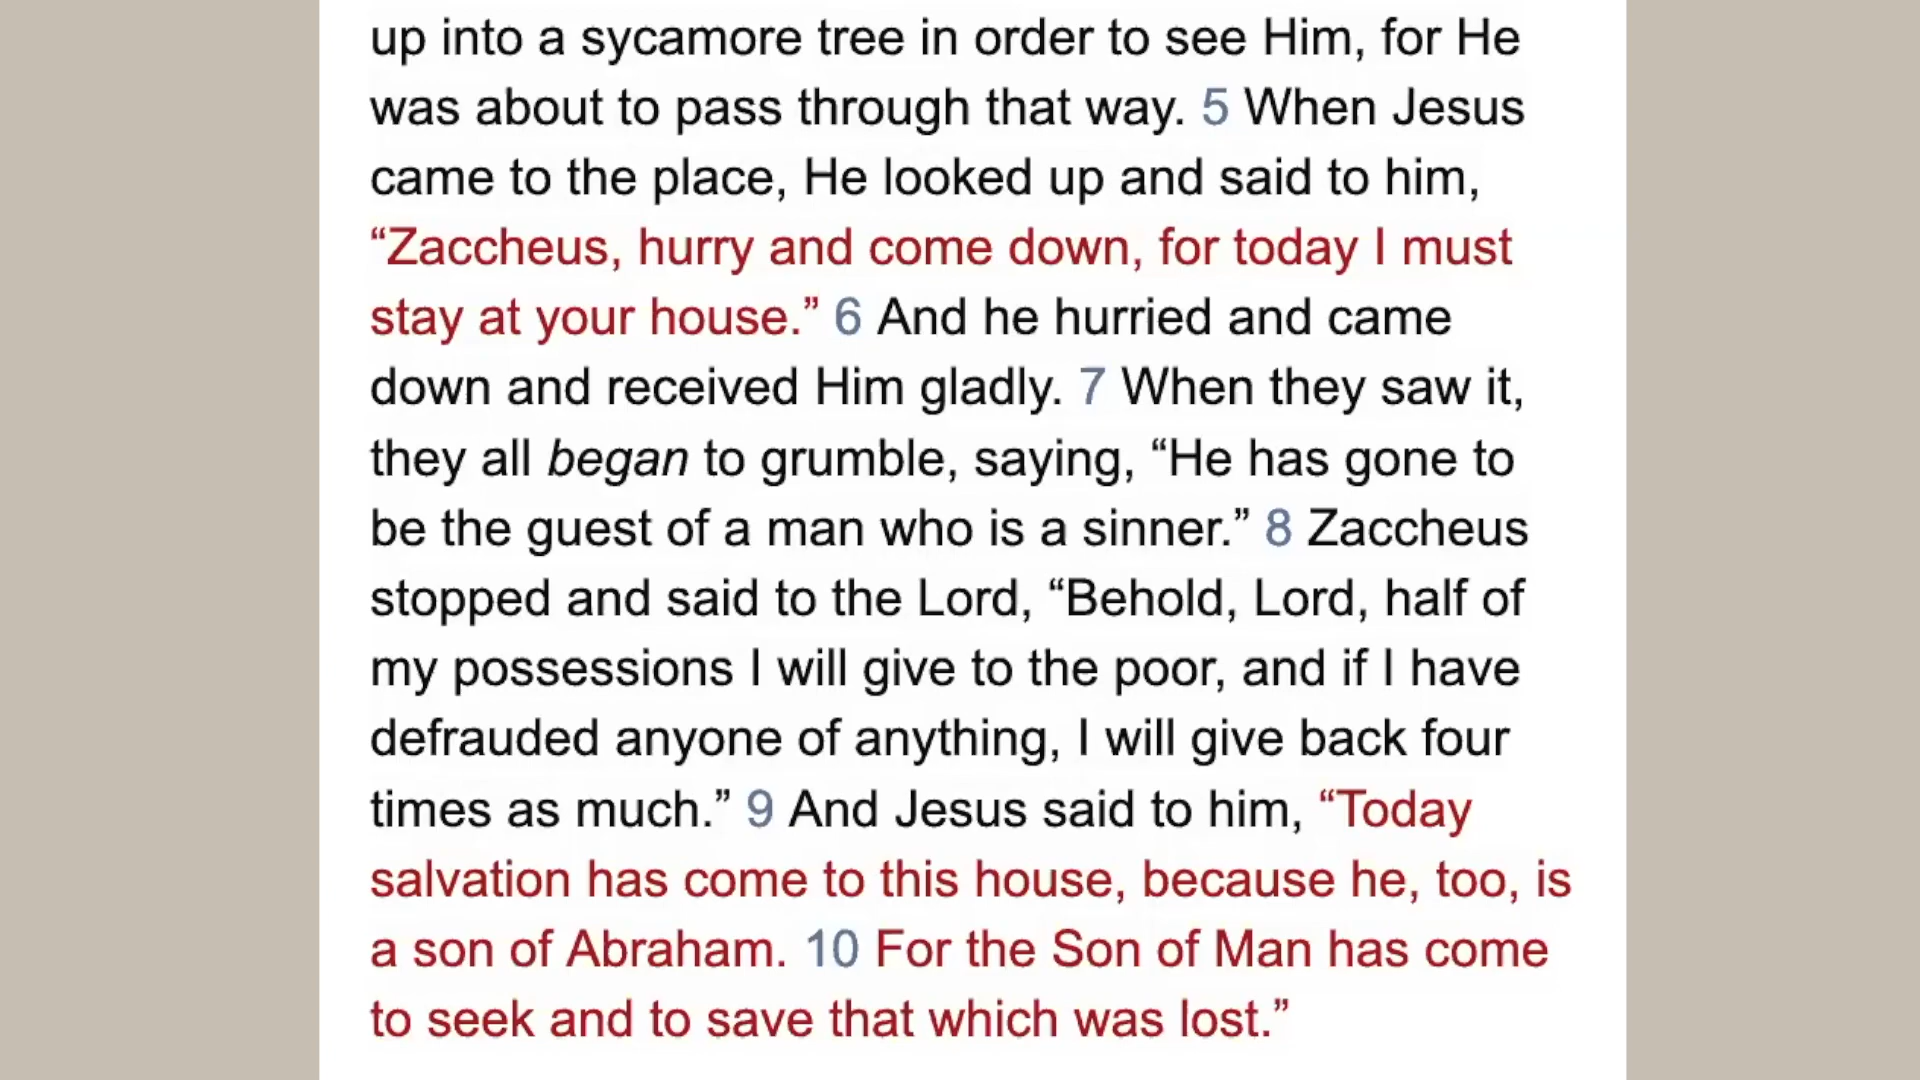 up into a sycamore tree in order to see Him, for He
was about to pass through that way. 5 When Jesus
came to the place, He looked up and said to him,
“Zaccheus, hurry and come down, for today I must
stay at your house.” 6 And he hurried and came
down and received Him gladly. 7 When they saw it,
they all began to grumble, saying, “He has gone to
be the guest of a man who is a sinner.” 8 Zaccheus
stopped and said to the Lord, “Behold, Lord, half of
my possessions I will give to the poor, and if I have
defrauded anyone of anything, I will give back four
times as much.” 9 And Jesus said to him, “Today
salvation has come to this house, because he, too, is
a son of Abraham. 10 For the Son of Man has come
to seek and to save that which was lost.”